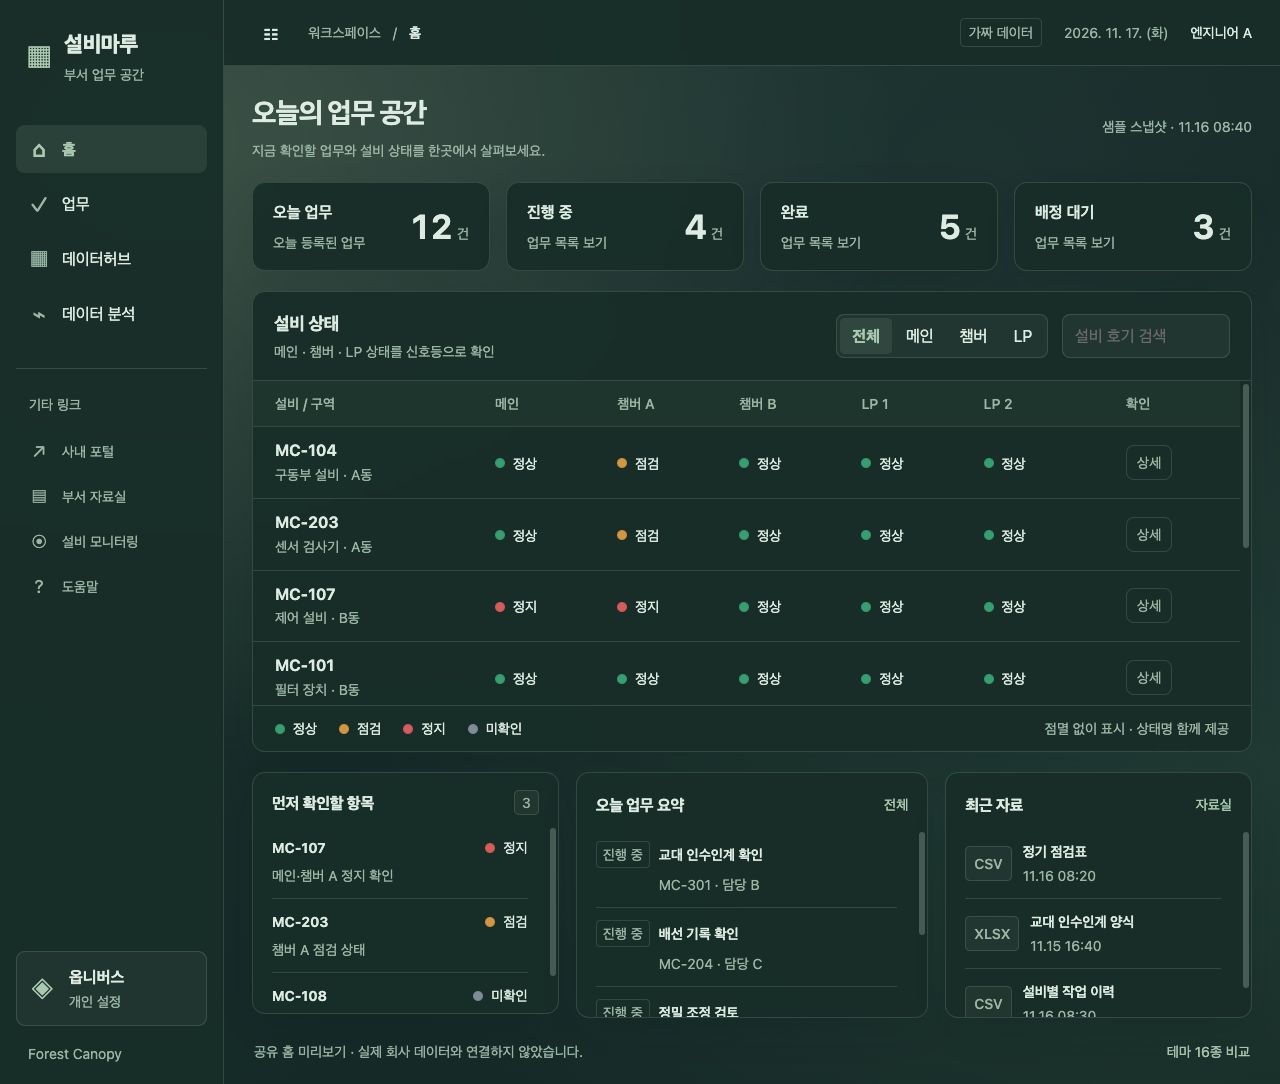 설비마루
부서 업무 공간
홈
업무
데이터허브
데이터 분석
기타 링크
사내 포털
부서 자료실
설비 모니터링
? 도움말
옵니버스
개인 설정
Forest Canopy
워크스페이스 / 홈
가짜 데이터
2026. 11. 17. (화)
엔지니어 A
오늘의 업무 공간
지금 확인할 업무와 설비 상태를 한곳에서 살펴보세요.
샘플 스냅샷 · 11.16 08:40
오늘 업무
오늘 등록된 업무
12 건
진행 중
업무 목록 보기
4 건
완료
업무 목록 보기
5 건
배정 대기
업무 목록 보기
3 건
설비 상태
메인 · 챔버 · LP 상태를 신호등으로 확인
전체 메인 챔버 LP
설비 호기 검색
설비 / 구역 메인 챔버 A 챔버 B LP 1 LP 2 확인
MC-104
구동부 설비 · A동
정상 점검 정상 정상 정상 상세
MC-203
센서 검사기 · A동
정상 점검 정상 정상 정상 상세
MC-107
제어 설비 · B동
정지 정지 정상 정상 정상 상세
MC-101
필터 장치 · B동
정상 정상 정상 정상 정상 상세
정상 점검 정지 미확인
점멸 없이 표시 · 상태명 함께 제공
먼저 확인할 항목 3
MC-107 정지
메인·챔버 A 정지 확인
MC-203 점검
챔버 A 점검 상태
MC-108 미확인
오늘 업무 요약 전체
진행 중 교대 인수인계 확인
MC-301 · 담당 B
진행 중 배선 기록 확인
MC-204 · 담당 C
진행 중 정밀 조정 검토
최근 자료 자료실
CSV 정기 점검표
11.16 08:20
XLSX 교대 인수인계 양식
11.15 16:40
CSV 설비별 작업 이력
11.16 08:30
공유 홈 미리보기 · 실제 회사 데이터와 연결하지 않았습니다.
테마 16종 비교